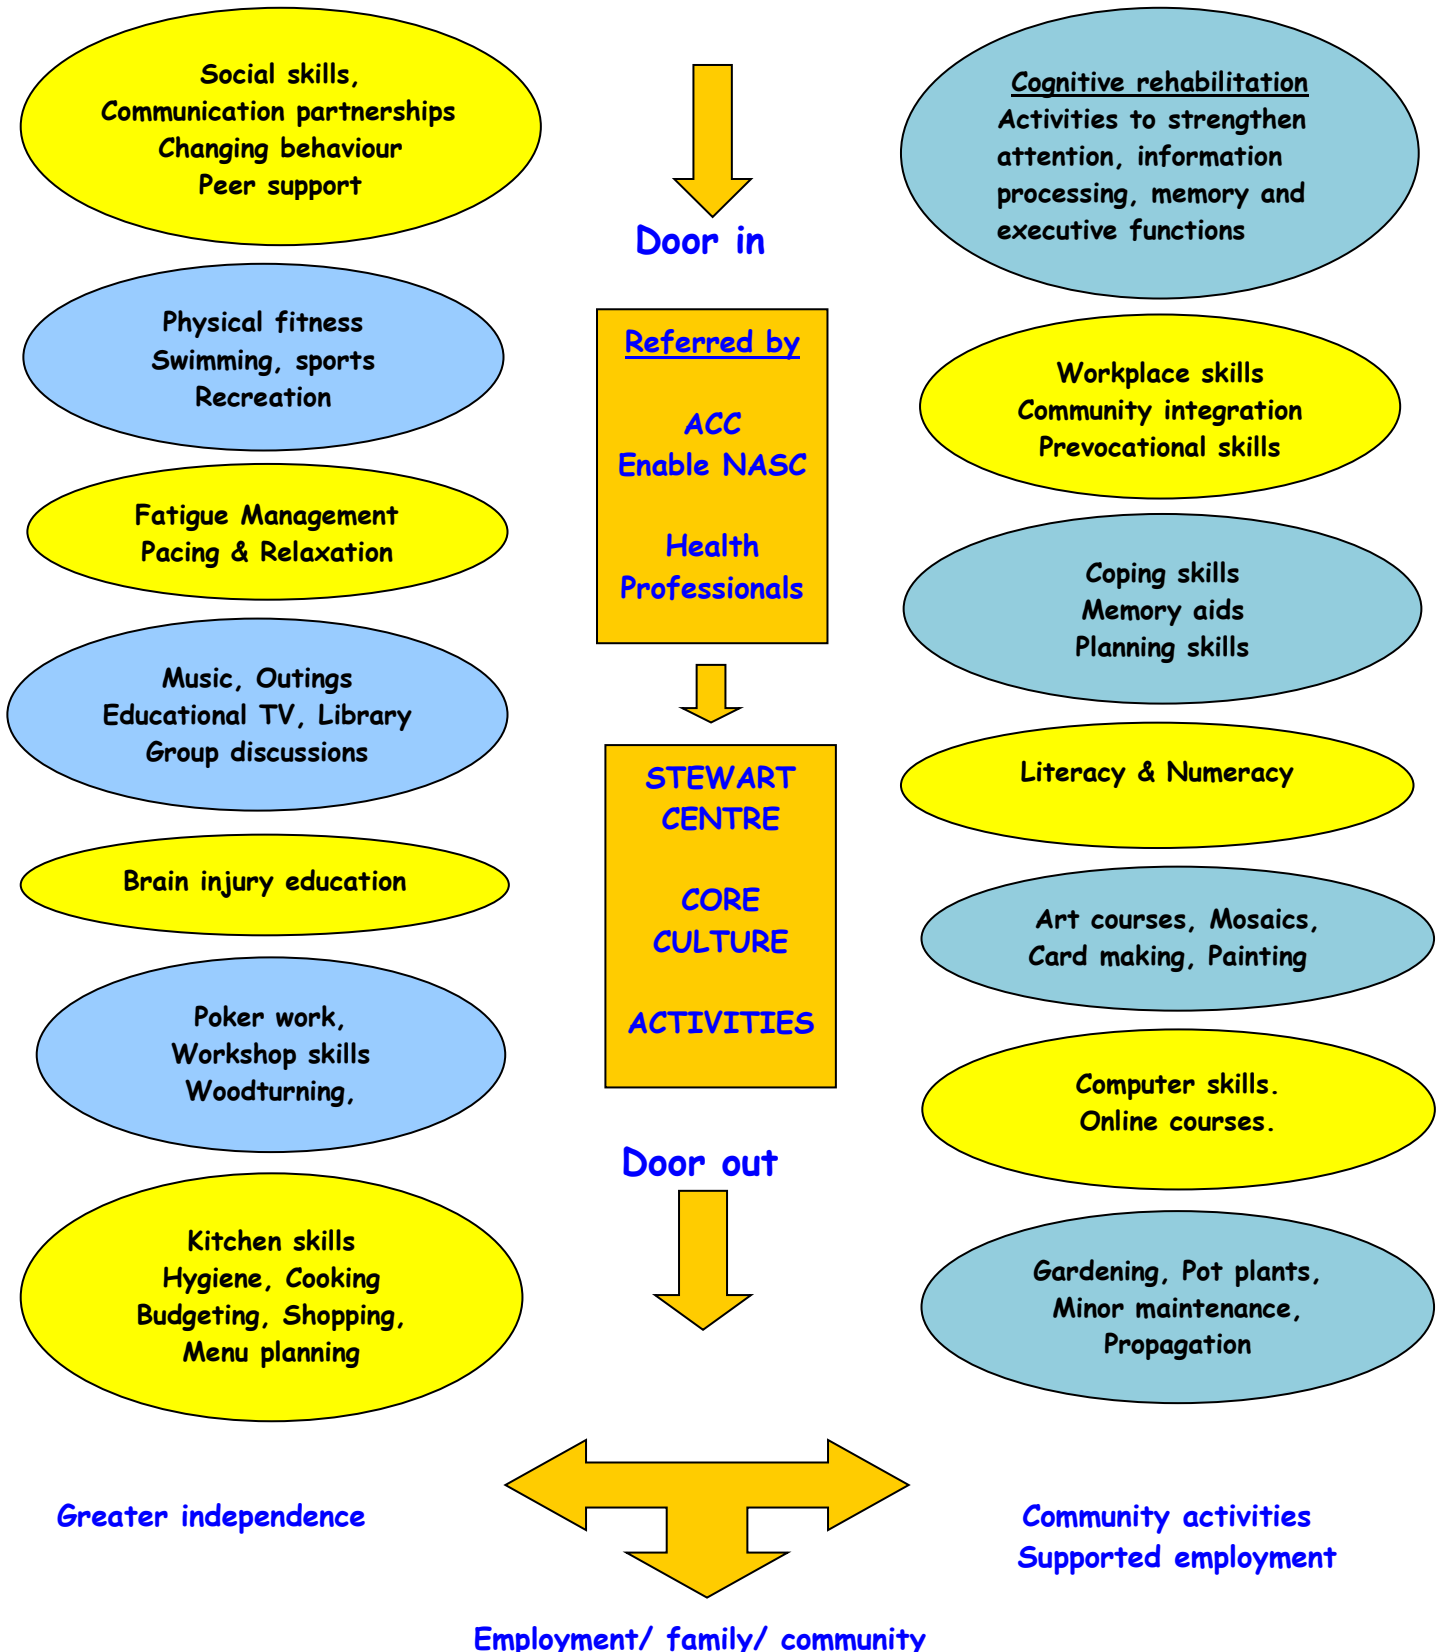 Social skills,
Communication partnerships
Changing behaviour
Peer support
Physical fitness
Swimming, sports
Recreation
Fatigue Management
Pacing & Relaxation
Music, Outings
Educational TV, Library
Group discussions
Brain injury education
Poker work,
Workshop skills
Woodturning,
Kitchen skills
Hygiene, Cooking
Budgeting, Shopping,
Menu planning
Door in
Referred by
ACC
Enable NASC
Health
Professionals
STEWART
CENTRE
CORE
CULTURE
ACTIVITIES
Door out
Cognitive rehabilitation
Activities to strengthen
attention, information
processing, memory and
executive functions
Workplace skills
Community integration
Prevocational skills
Coping skills
Memory aids
Planning skills
Literacy & Numeracy
Art courses, Mosaics,
Card making, Painting
Computer skills.
Online courses.
Gardening, Pot plants,
Minor maintenance,
Propagation
Greater independence
Community activities
Supported employment
Employment/ family/ community